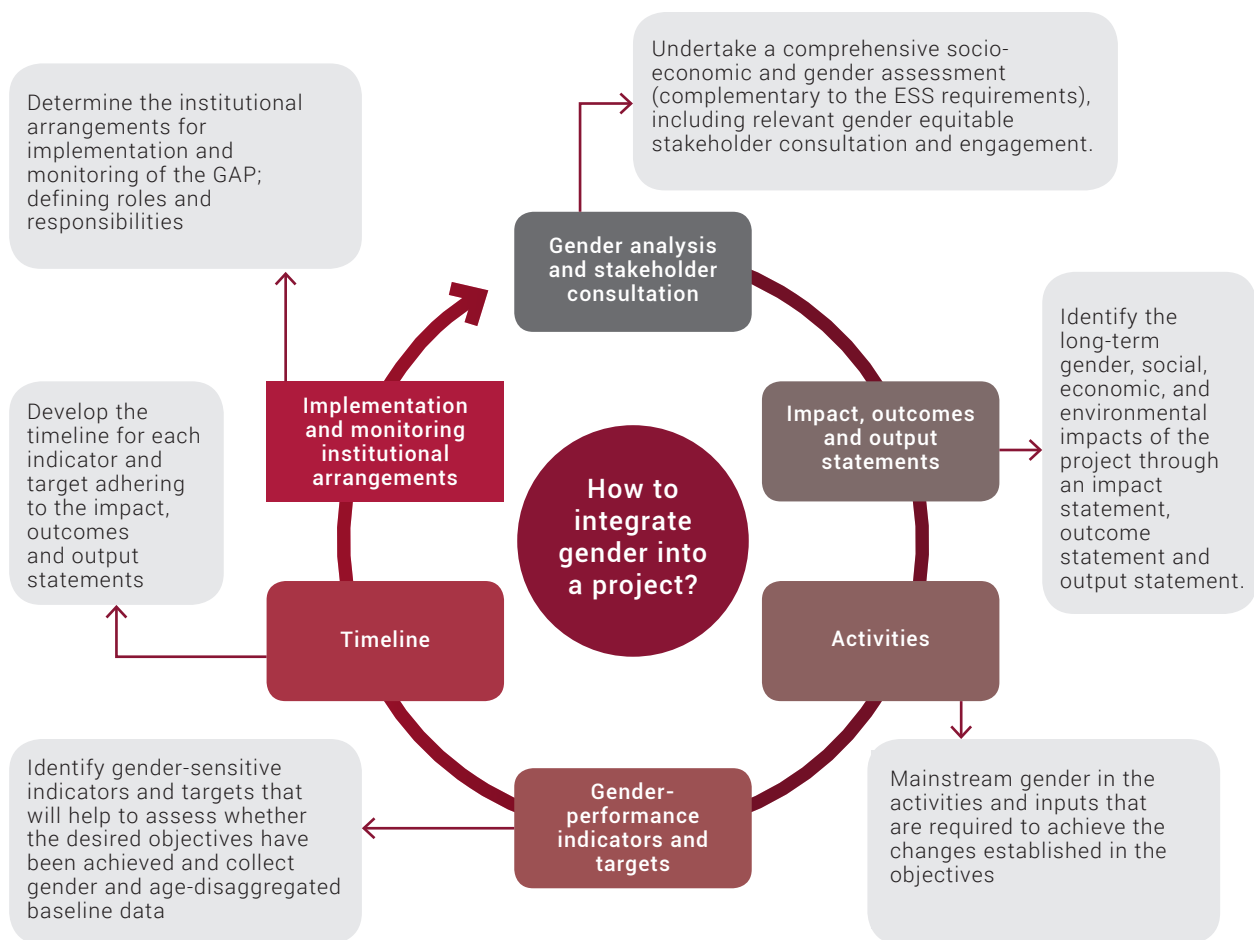 How to
integrate
gender into
a project?
Gender analysis
and stakeholder
consultation
Undertake a comprehensive socio-
economic and gender assessment
(complementary to the ESS requirements),
including relevant gender equitable
stakeholder consultation and engagement.
Impact, outcomes
and output
statements
Identify the
long-term
gender, social,
economic, and
environmental
impacts of the
project through
an impact
statement,
outcome
statement and
output statement.
Activities
Mainstream gender in the
activities and inputs that
are required to achieve the
changes established in the
objectives
Gender-
performance
indicators and
targets
Identify gender-sensitive
indicators and targets that
will help to assess whether
the desired objectives have
been achieved and collect
gender and age-disaggregated
baseline data
Timeline
Develop the
timeline for each
indicator and
target adhering
to the impact,
outcomes
and output
statements
Implementation
and monitoring
institutional
arrangements
Determine the institutional
arrangements for
implementation and
monitoring of the GAP;
defining roles and
responsibilities